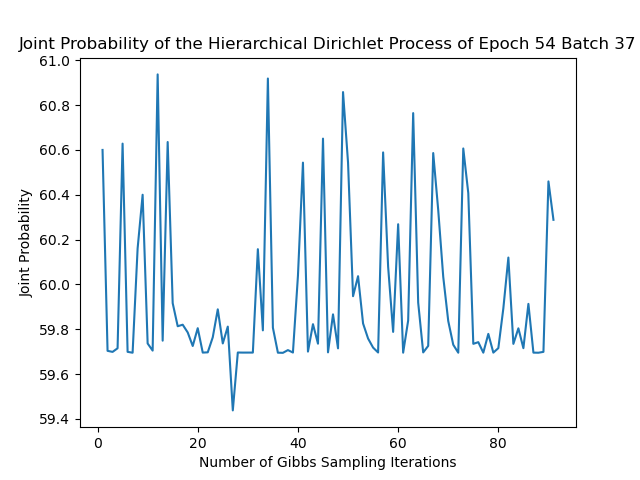 Joint Probability of the Hierarchical Dirichlet Process of Epoch 54 Batch 37
61.0
60.8
60.6
60.4
60.2
60.0
59.8
59.6
59.4
Joint Probability
0 20 40 60 80
Number of Gibbs Sampling Iterations